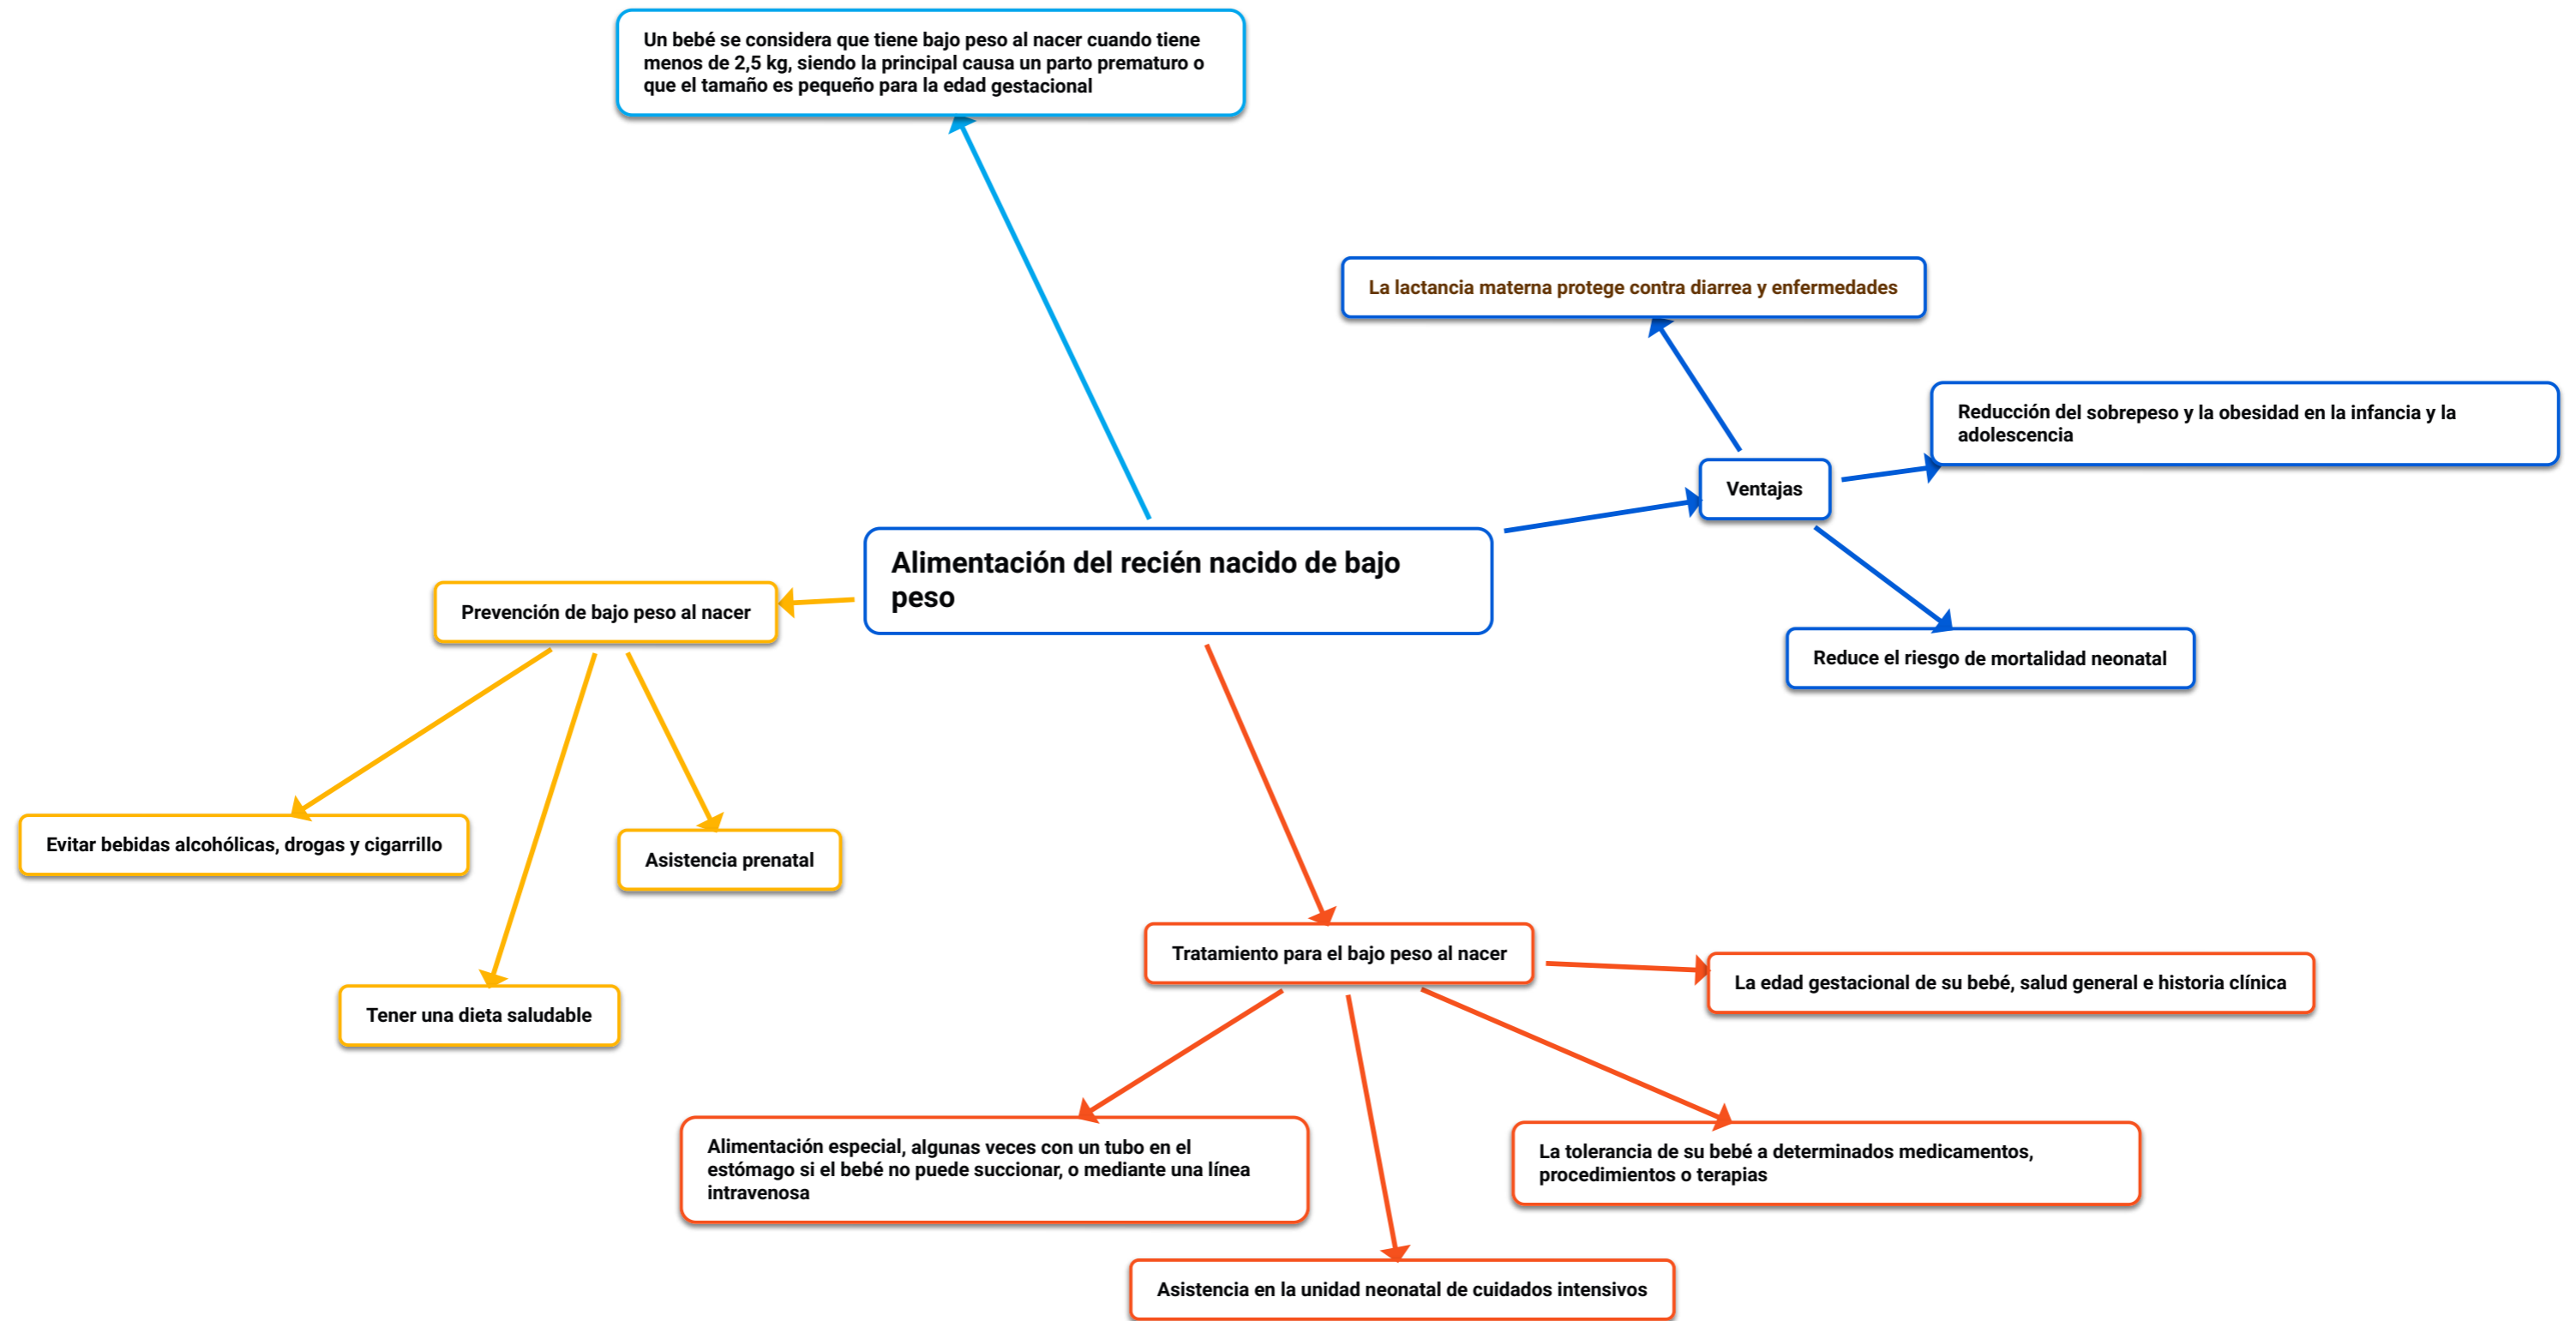 Un bebé se considera que tiene bajo peso al nacer cuando tiene
menos de 2,5 kg, siendo la principal causa un parto prematuro o
que el tamaño es pequeño para la edad gestacional
La lactancia materna protege contra diarrea y enfermedades
Reducción del sobrepeso y la obesidad en la infancia y la
adolescencia
Ventajas
Alimentación del recién nacido de bajo
peso
Prevención de bajo peso al nacer
Reduce el riesgo de mortalidad neonatal
Evitar bebidas alcohólicas, drogas y cigarrillo
Asistencia prenatal
Tener una dieta saludable
Tratamiento para el bajo peso al nacer
La edad gestacional de su bebé, salud general e historia clínica
Alimentación especial, algunas veces con un tubo en el
estómago si el bebé no puede succionar, o mediante una línea
intravenosa
La tolerancia de su bebé a determinados medicamentos,
procedimientos o terapias
Asistencia en la unidad neonatal de cuidados intensivos